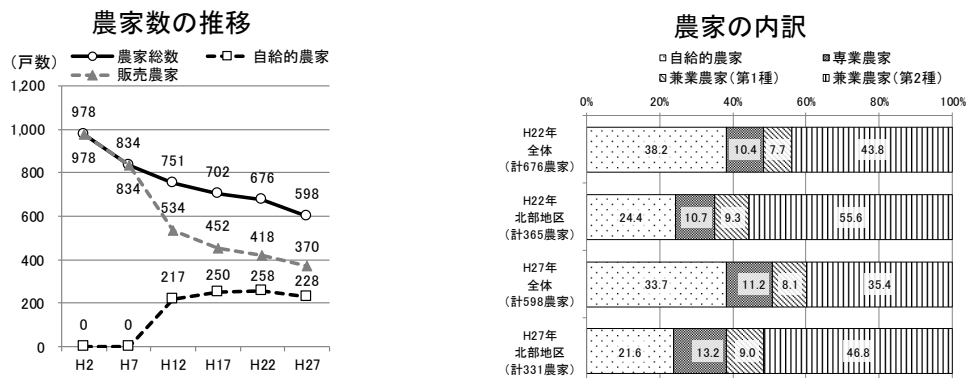 農家数の推移
(戸数)
農家総数
自給的農家
販売農家
1,200
1,000
800
600
400
200
0
978
978
834
834
751
534
217
702
452
250
676
418
258
598
370
228
0
0
H2
H7
H12
H17
H22
H27
農家の内訳
自給的農家
専業農家
兼業農家(第1種)
兼業農家(第2種)
0%
20%
40%
60%
80%
100%
H22年
全体
(計676農家)
38.2
10.4
7.7
43.8
H22年
北部地区
(計365農家)
24.4
10.7
9.3
55.6
H27年
全体
(計598農家)
33.7
11.2
8.1
35.4
H27年
北部地区
(計331農家)
21.6
13.2
9.0
46.8